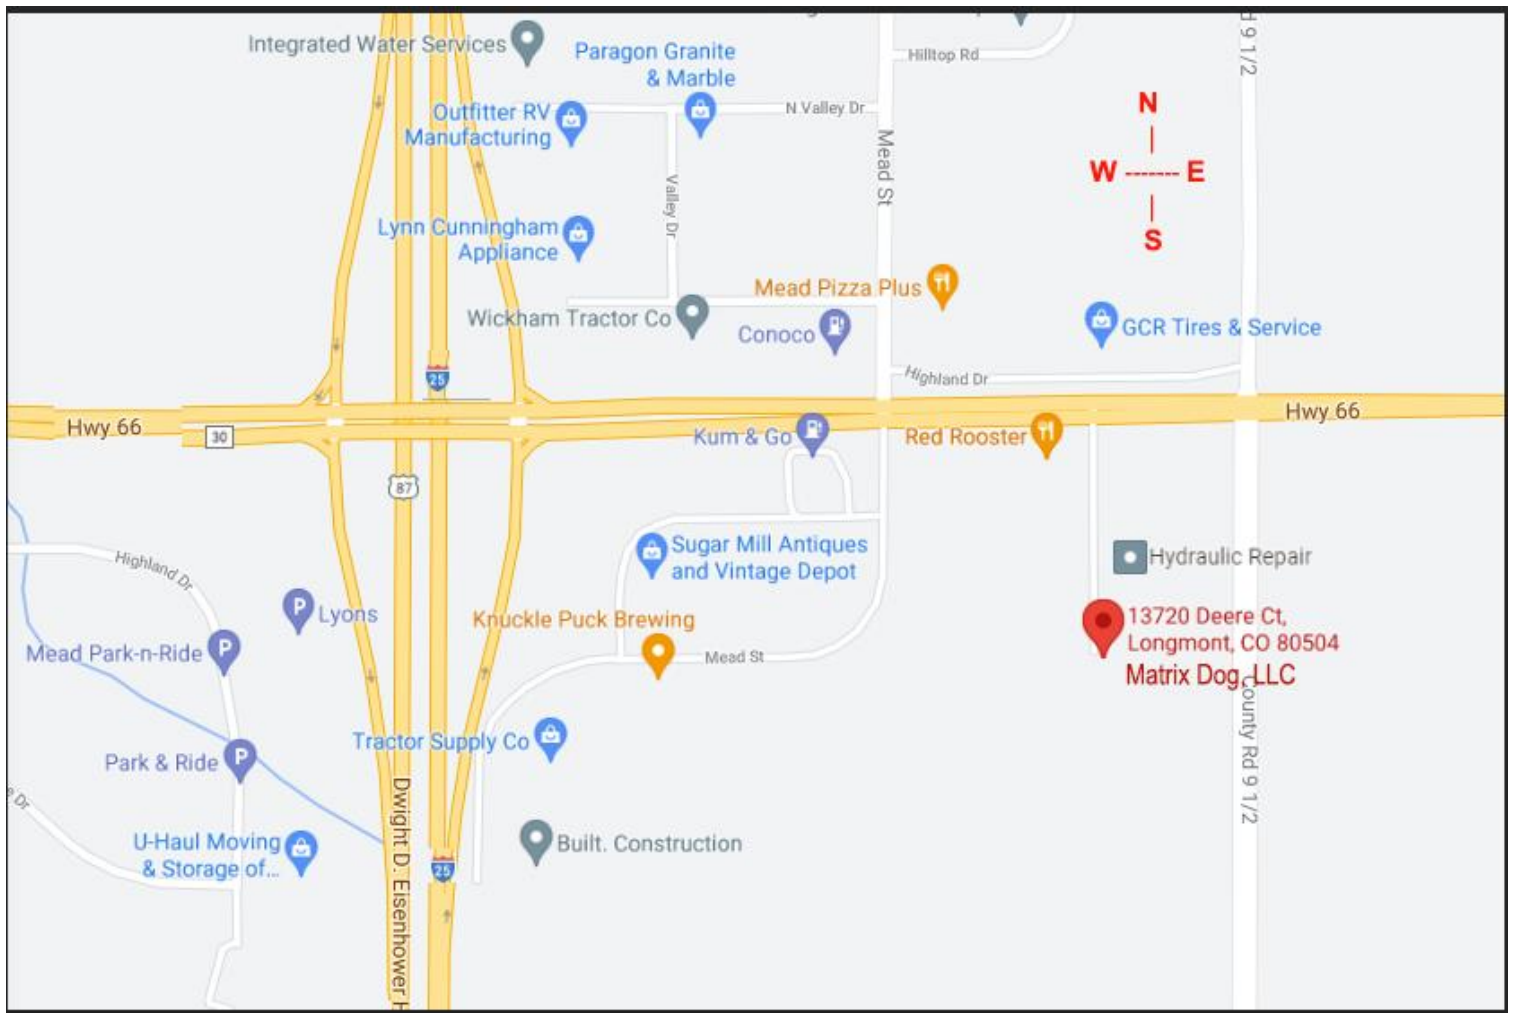 Integrated Water Services
Paragon Granite
& Marble
Hilltop Rd
d 9 1/2
N
W ------- E
S
Outfitter RV
Manufacturing
N Valley Dr
Mead St
Valley Dr
Lynn Cunningham
Appliance
Mead Pizza Plus
Wickham Tractor Co
Conoco
GCR Tires & Service
25
Highland Dr
Hwy 66
30
Kum & Go
Red Rooster
Hwy 66
87
Sugar Mill Antiques
and Vintage Depot
Hydraulic Repair
Highland Dr
P
Lyons
Knuckle Puck Brewing
13720 Deere Ct,
Longmont, CO 80504
Matrix Dog, LLC
Mead Park-n-Ride
P
Mead St
County Rd 9 1/2
Tractor Supply Co
Park & Ride
P
e Dr
Dwight D. Eisenhower H
U-Haul Moving
& Storage of...
25
Built. Construction